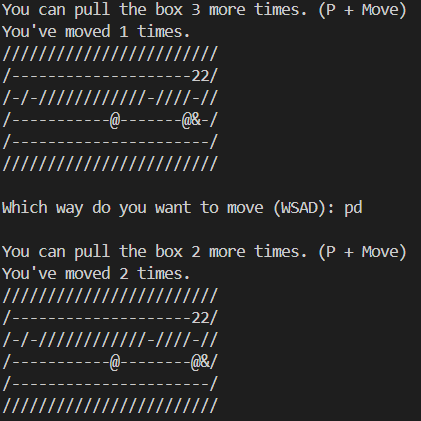 You can pull the box 3 more times. (P + Move)
You've moved 1 times.
////////////////////////
/--------------------22/
/-/-////////////-////-//
/-----------@-------@&-/
/----------------------/
////////////////////////
Which way do you want to move (WSAD): pd
You can pull the box 2 more times. (P + Move)
You've moved 2 times.
////////////////////////
/--------------------22/
/-/-////////////-////-//
/-----------@--------@&/
/----------------------/
////////////////////////